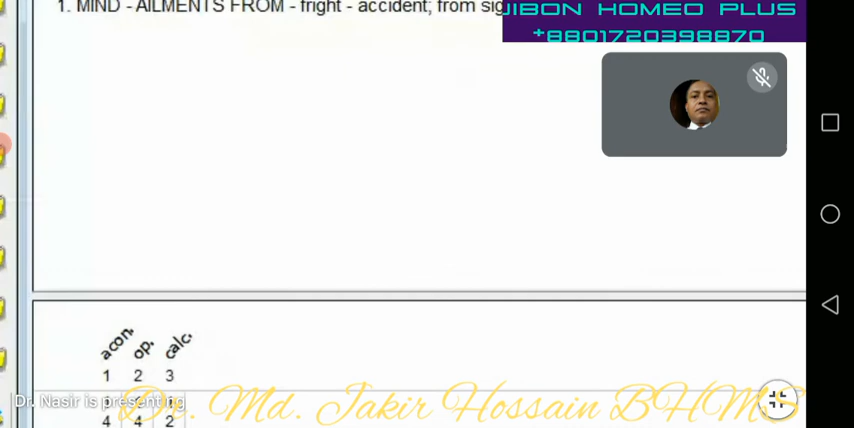 1. MIND - AILMENTS FROM - fright - accident; from sig
JIBON HOMEO PLUS
+8801720398870
acon. op. calc.
1 2 3
Dr. Nasir is presenting
4 4 2
Dr. Md. Jakir Hossain BHMS